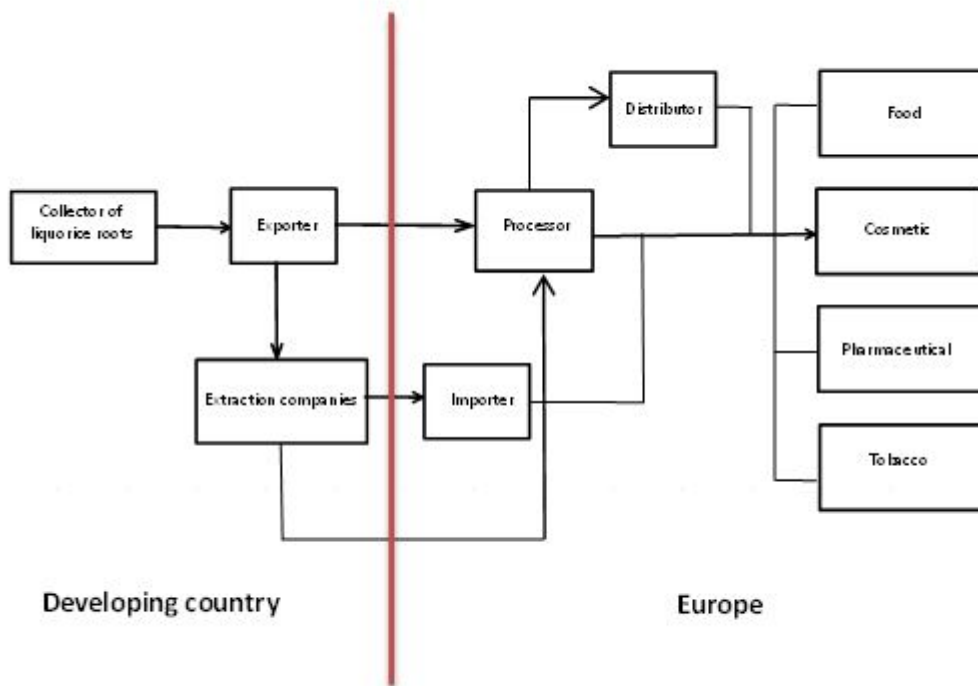 Distributor
Food
Collector of
liquorice roots
Exporter
Processor
Cosmetic
Extraction companies
Importer
Pharmaceutical
Tobacco
Developing country
Europe